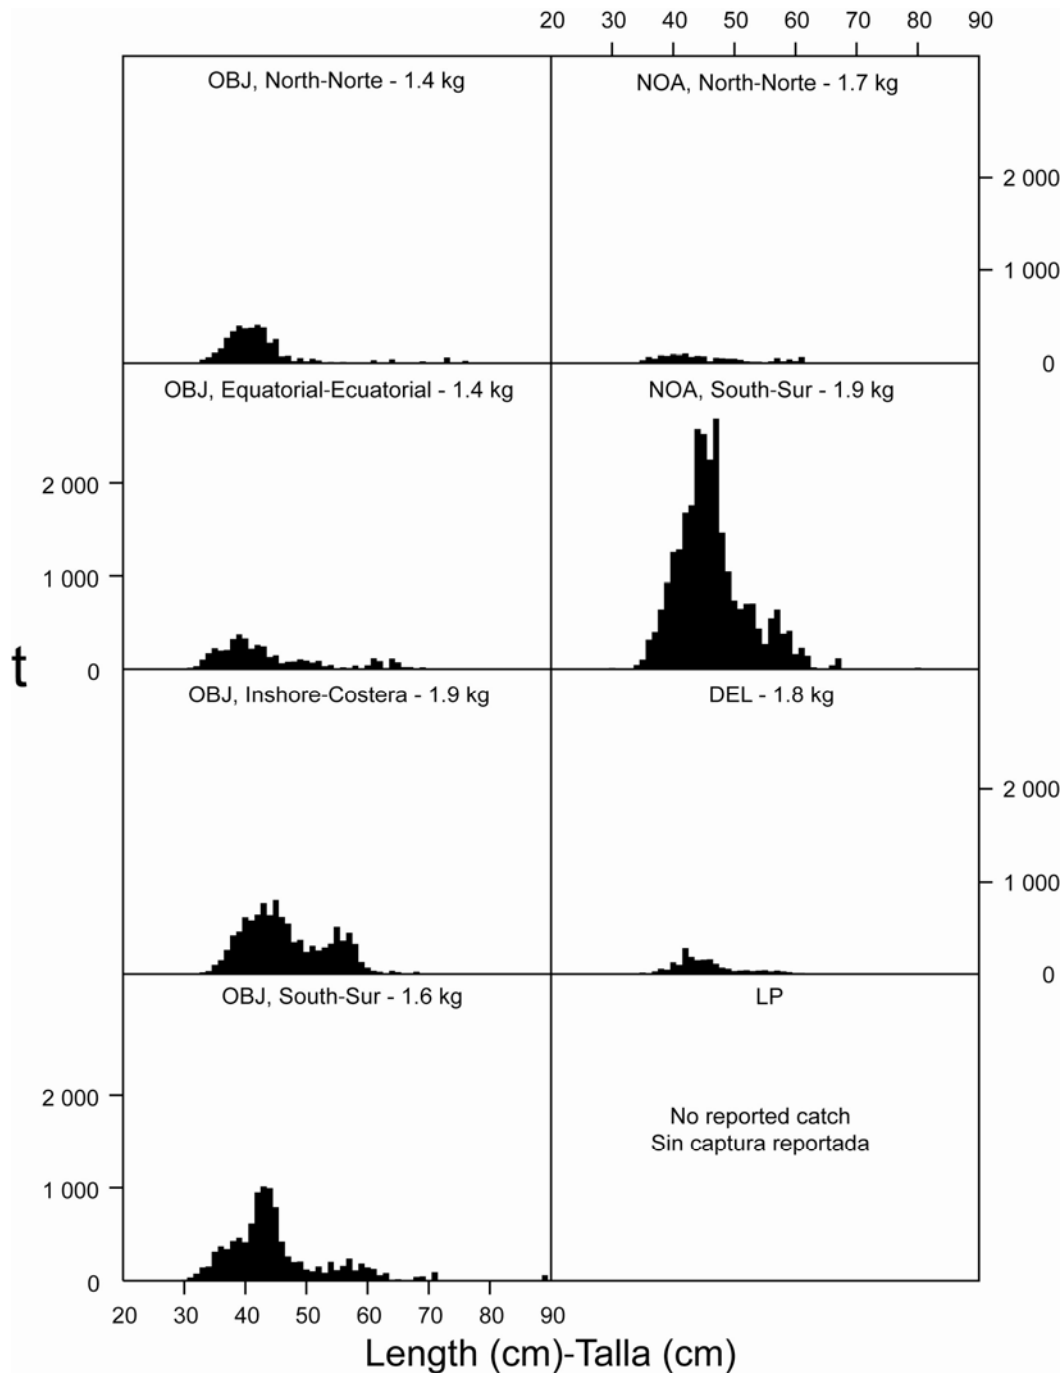 20 30 40 50 60 70 80 90
OBJ, North-Norte - 1.4 kg
NOA, North-Norte - 1.7 kg
2 000
1 000
0
OBJ, Equatorial-Ecuatorial - 1.4 kg
NOA, South-Sur - 1.9 kg
2 000
1 000
0
t
OBJ, Inshore-Costera - 1.9 kg
DEL - 1.8 kg
2 000
1 000
0
OBJ, South-Sur - 1.6 kg
LP
No reported catch
Sin captura reportada
2 000
1 000
0
20 30 40 50 60 70 80 90
Length (cm)-Talla (cm)